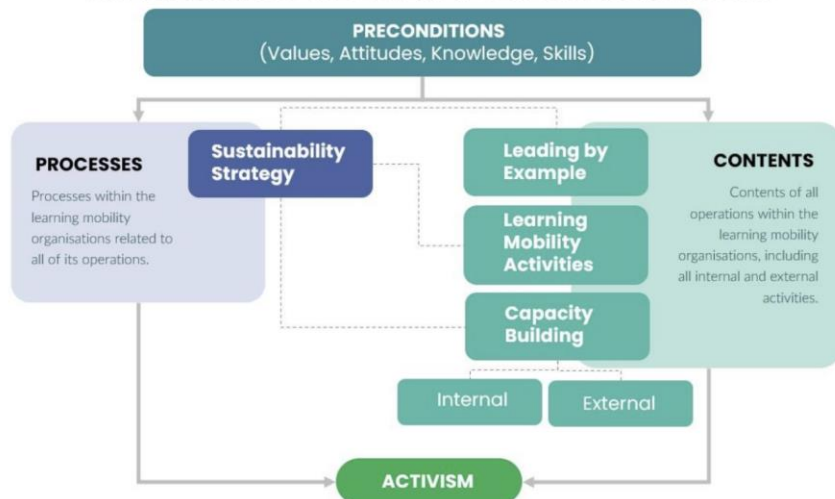 PRECONDITIONS
(Values, Attitudes, Knowledge, Skills)
PROCESSES
Processes within the
learning mobility
organisations related to
all of its operations.
Sustainability
Strategy
Leading by
Example
Learning
Mobility
Activities
Capacity
Building
Internal
External
CONTENTS
Contents of all
operations within the
learning mobility
organisations, including
all internal and external
activities.
ACTIVISM